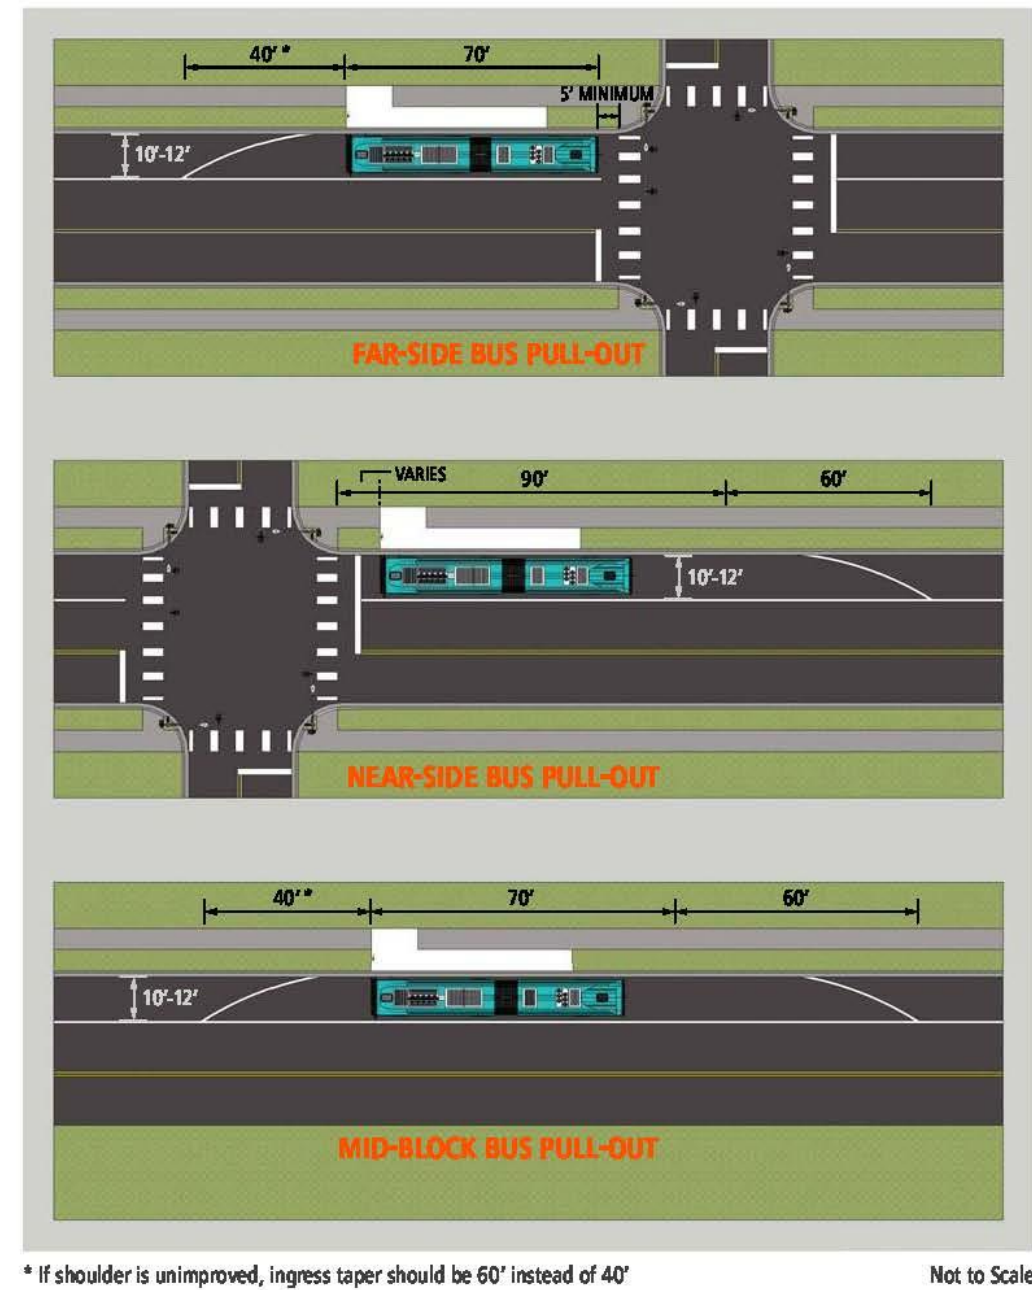 40' * 70'
5' MINIMUM
10'-12'
FAR-SIDE BUS PULL-OUT
VARIES 90' 60'
10'-12'
NEAR-SIDE BUS PULL-OUT
40' * 70' 60'
10'-12'
MID-BLOCK BUS PULL-OUT
* If shoulder is unimproved, ingress taper should be 60' instead of 40' Not to Scale